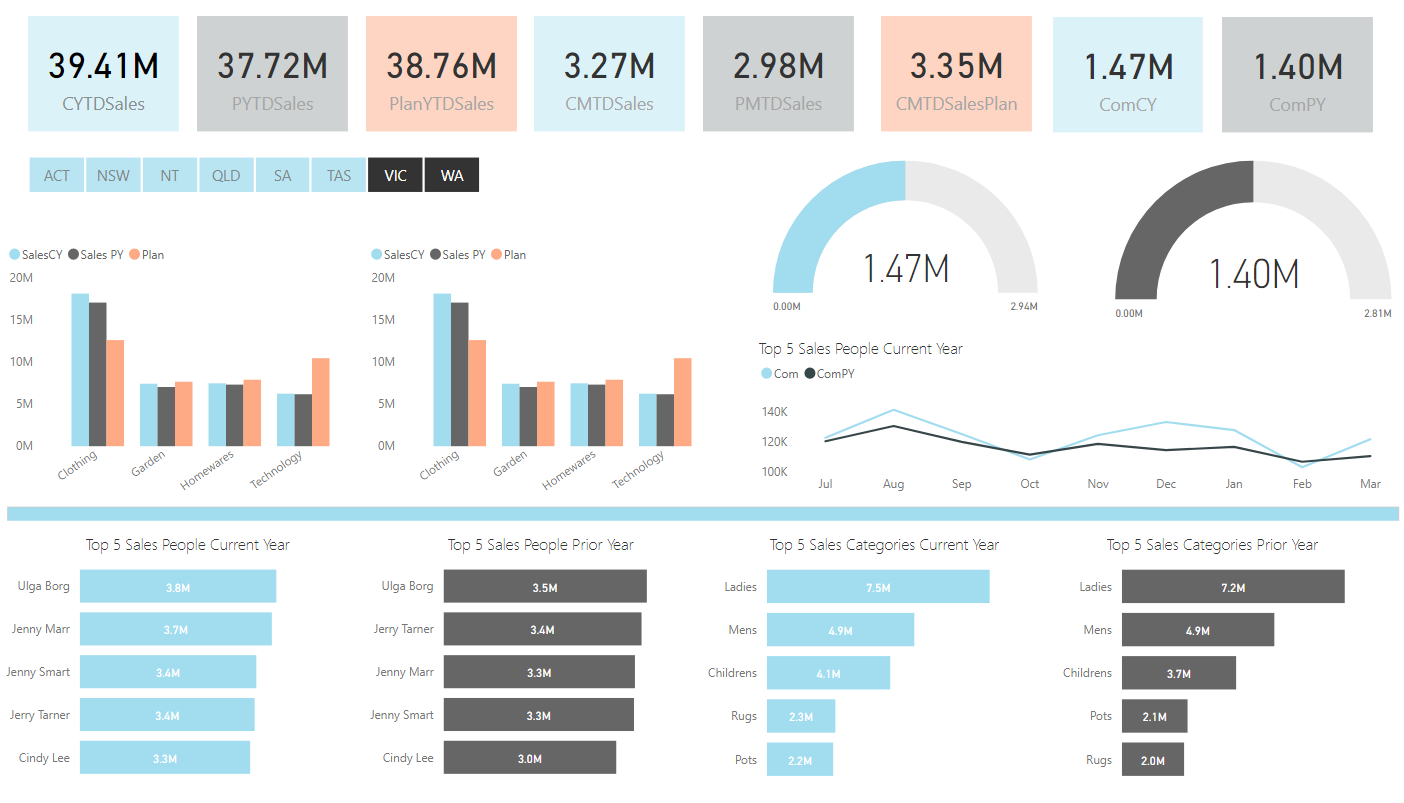 39.41M
CYTDSales
37.72M
PYTDSales
38.76M
PlanYTDSales
3.27M
CMTDSales
2.98M
PMTDSales
3.35M
CMTDSalesPlan
1.47M
ComCY
1.40M
ComPY
ACT NSW NT QLD SA TAS VIC WA
SalesCY Sales PY Plan
20M
15M
10M
5M
0M
Clothing Garden Homewares Technology
SalesCY Sales PY Plan
20M
15M
10M
5M
0M
Clothing Garden Homewares Technology
1.47M
0.00M 2.94M
1.40M
0.00M 2.81M
Top 5 Sales People Current Year
Com ComPY
140K
120K
100K
Jul Aug Sep Oct Nov Dec Jan Feb Mar
Top 5 Sales People Current Year
Ulga Borg 3.8M
Jenny Marr 3.7M
Jenny Smart 3.4M
Jerry Tarner 3.4M
Cindy Lee 3.3M
Top 5 Sales People Prior Year
Ulga Borg 3.5M
Jerry Tarner 3.4M
Jenny Marr 3.3M
Jenny Smart 3.3M
Cindy Lee 3.0M
Top 5 Sales Categories Current Year
Ladies 7.5M
Mens 4.9M
Childrens 4.1M
Rugs 2.3M
Pots 2.2M
Top 5 Sales Categories Prior Year
Ladies 7.2M
Mens 4.9M
Childrens 3.7M
Pots 2.1M
Rugs 2.0M